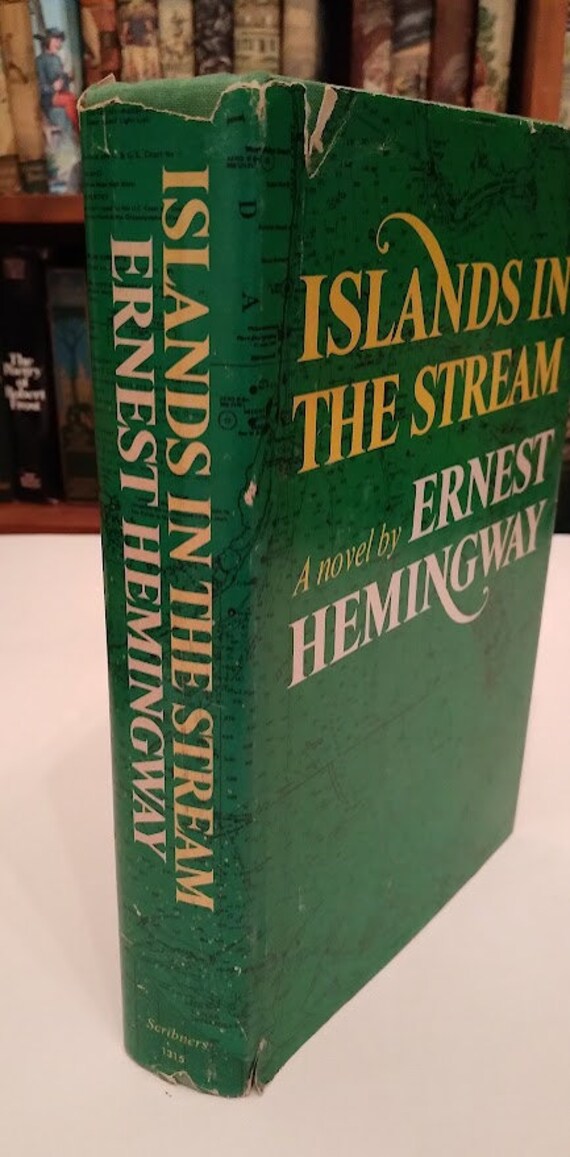 ISLANDS IN THE STREAM
ERNEST HEMINGWAY
Scribners
1315
ISLANDS IN
THE STREAM
A novel by ERNEST
HEMINGWAY
I
D
A
The
Poetry
of
Robert
Frost